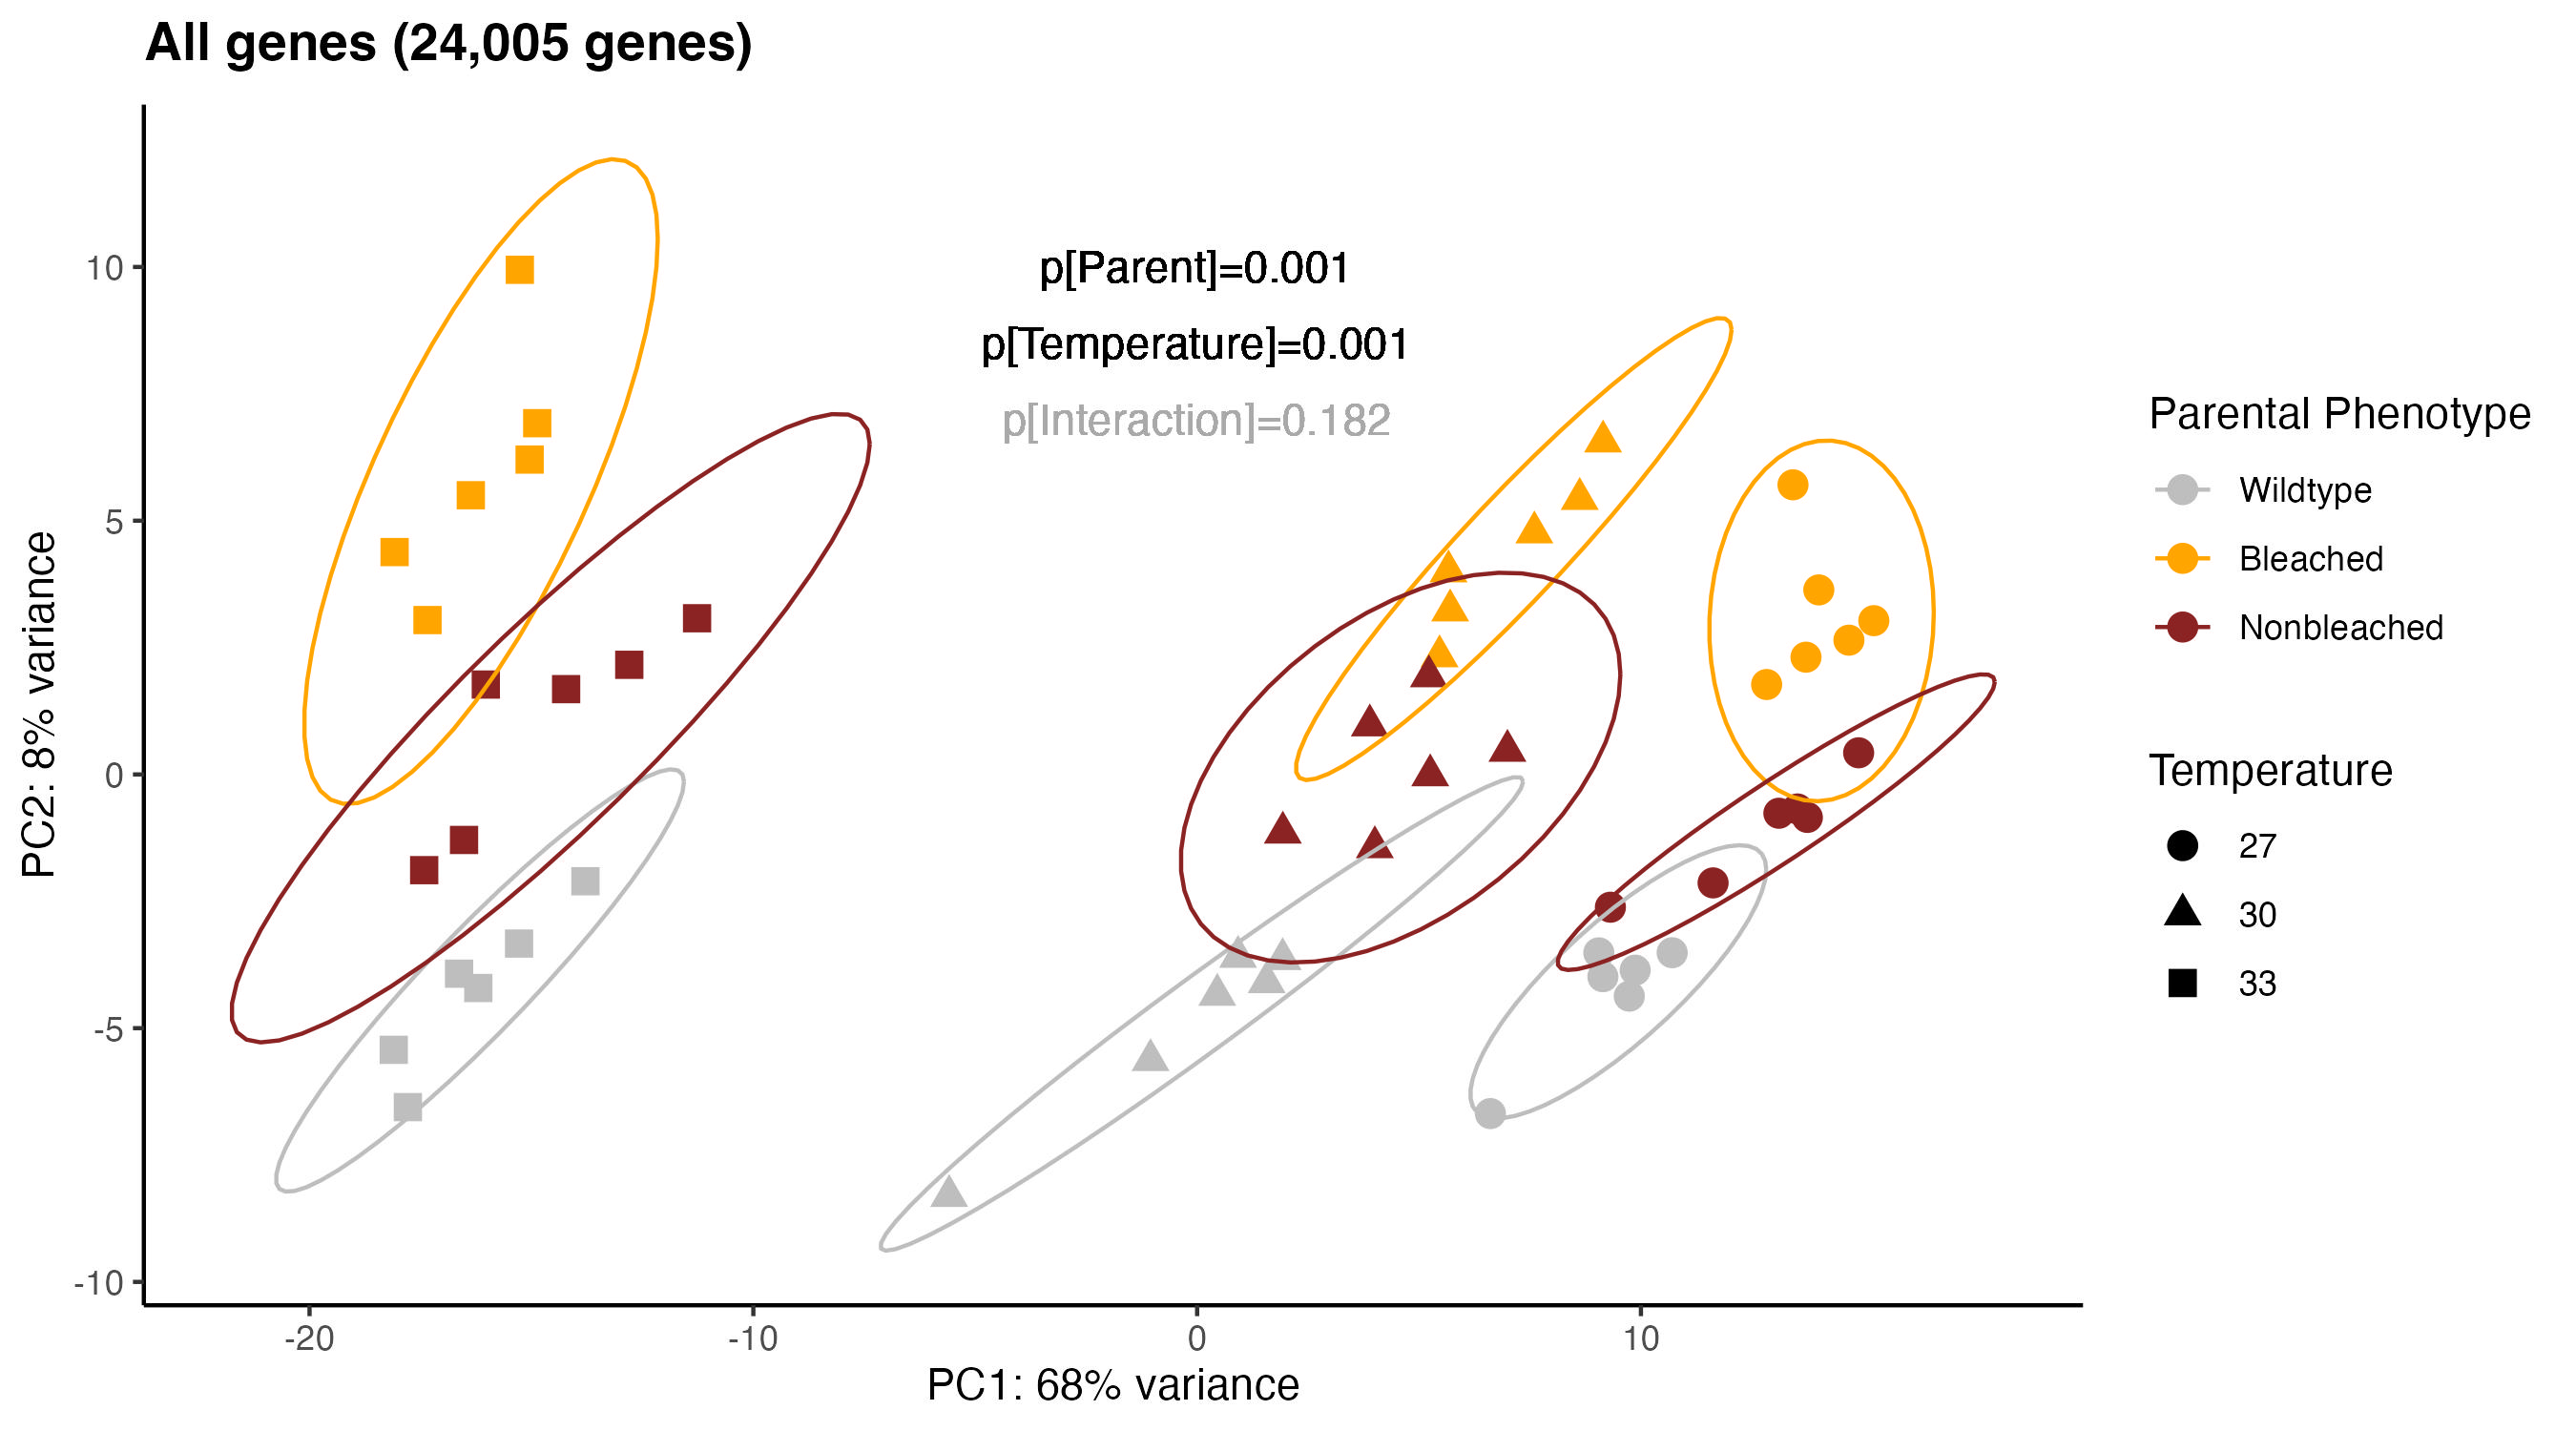 All genes (24,005 genes)
p[Parent]=0.001
p[Temperature]=0.001
p[Interaction]=0.182
10
5
0
-5
-10
PC2: 8% variance
-20
-10
0
10
PC1: 68% variance
Parental Phenotype
Wildtype
Bleached
Nonbleached
Temperature
27
30
33